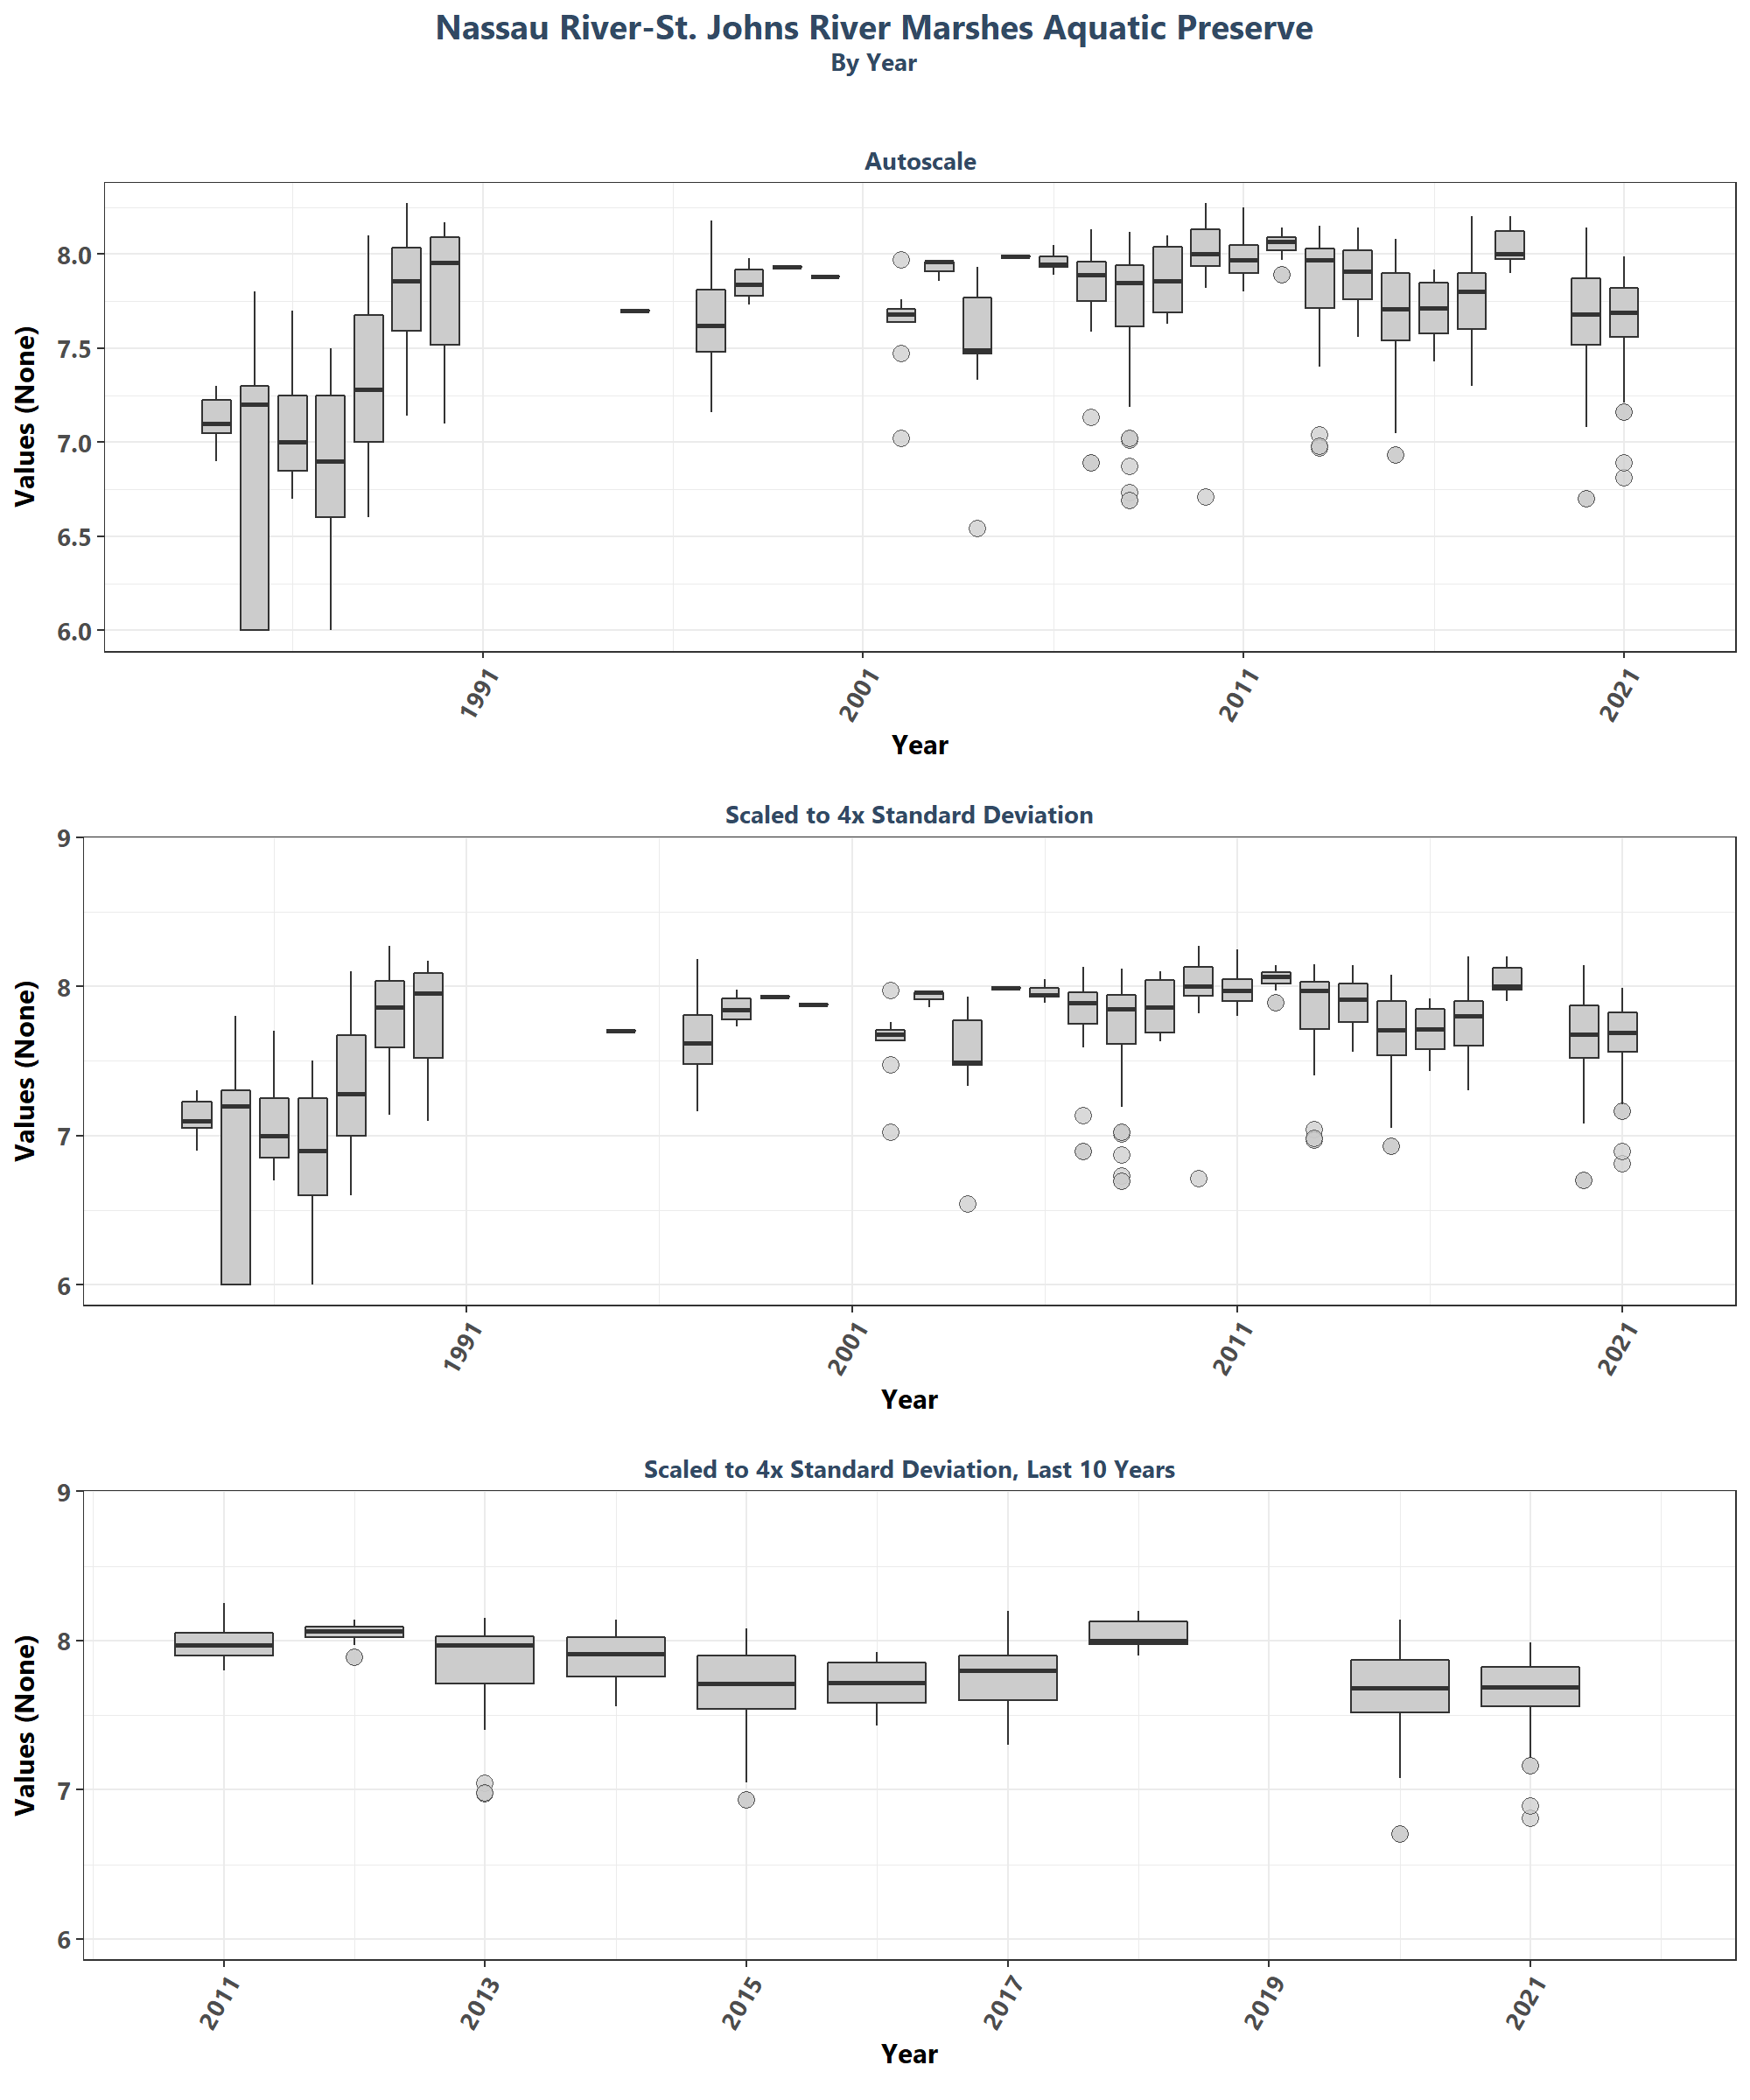 Nassau River-St. Johns River Marshes Aquatic Preserve
By Year
Autoscale
Values (None)
8.0
7.5
7.0
6.5
6.0
1991
2001
2011
2021
Year
Scaled to 4x Standard Deviation
Values (None)
9
8
7
6
1991
2001
2011
2021
Year
Scaled to 4x Standard Deviation, Last 10 Years
Values (None)
9
8
7
6
2011
2013
2015
2017
2019
2021
Year